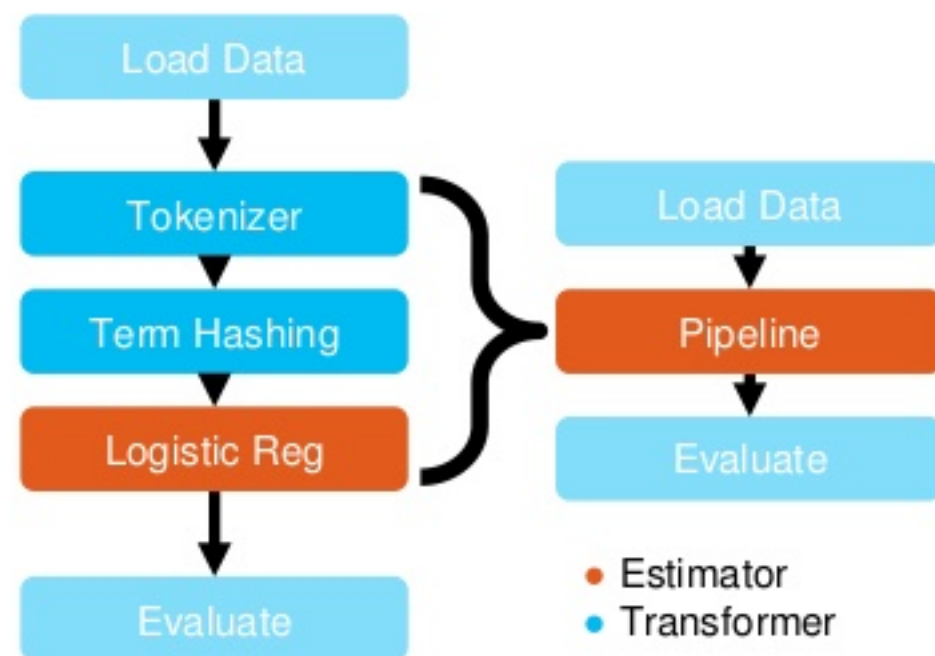 Load Data
Tokenizer
Term Hashing
Logistic Reg
Evaluate
Load Data
Pipeline
Evaluate
Estimator
Transformer